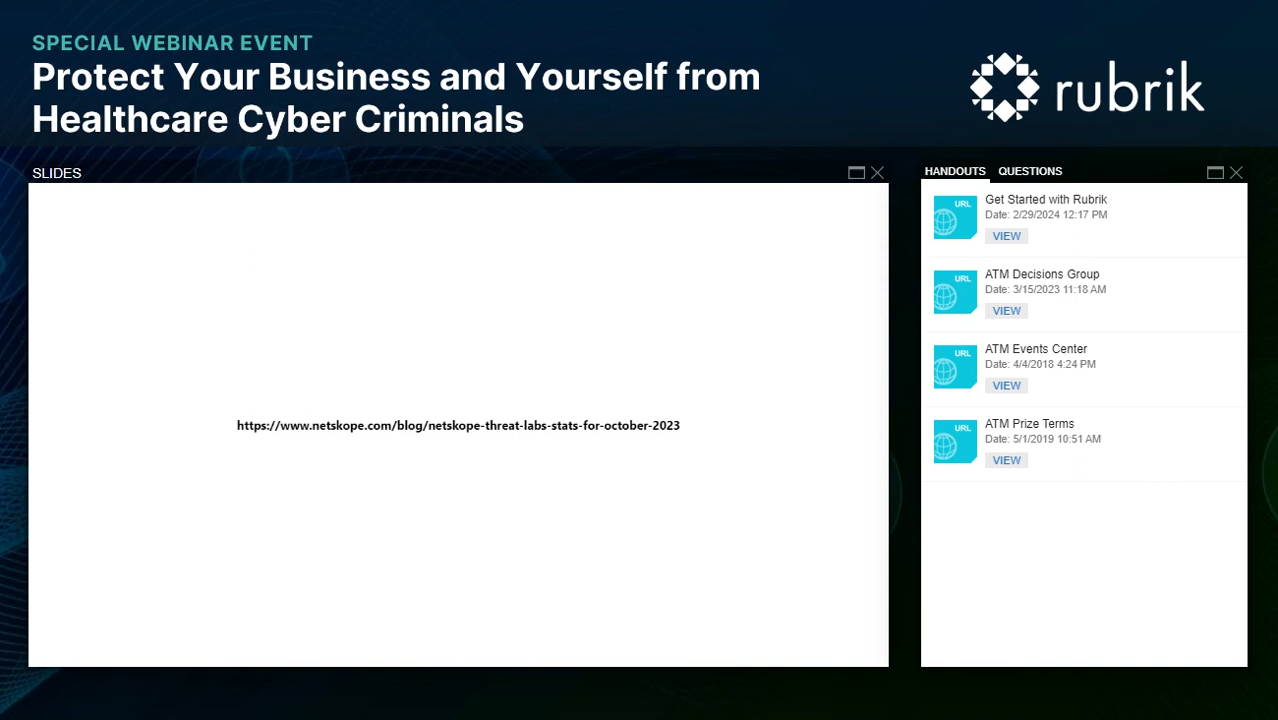 SPECIAL WEBINAR EVENT
Protect Your Business and Yourself from
Healthcare Cyber Criminals
rubrik
SLIDES
https://www.netskope.com/blog/netskope-threat-labs-stats-for-october-2023
HANDOUTS QUESTIONS
URL
Get Started with Rubrik
Date: 2/29/2024 12:17 PM
VIEW
URL
ATM Decisions Group
Date: 3/15/2023 11:18 AM
VIEW
URL
ATM Events Center
Date: 4/4/2018 4:24 PM
VIEW
URL
ATM Prize Terms
Date: 5/1/2019 10:51 AM
VIEW